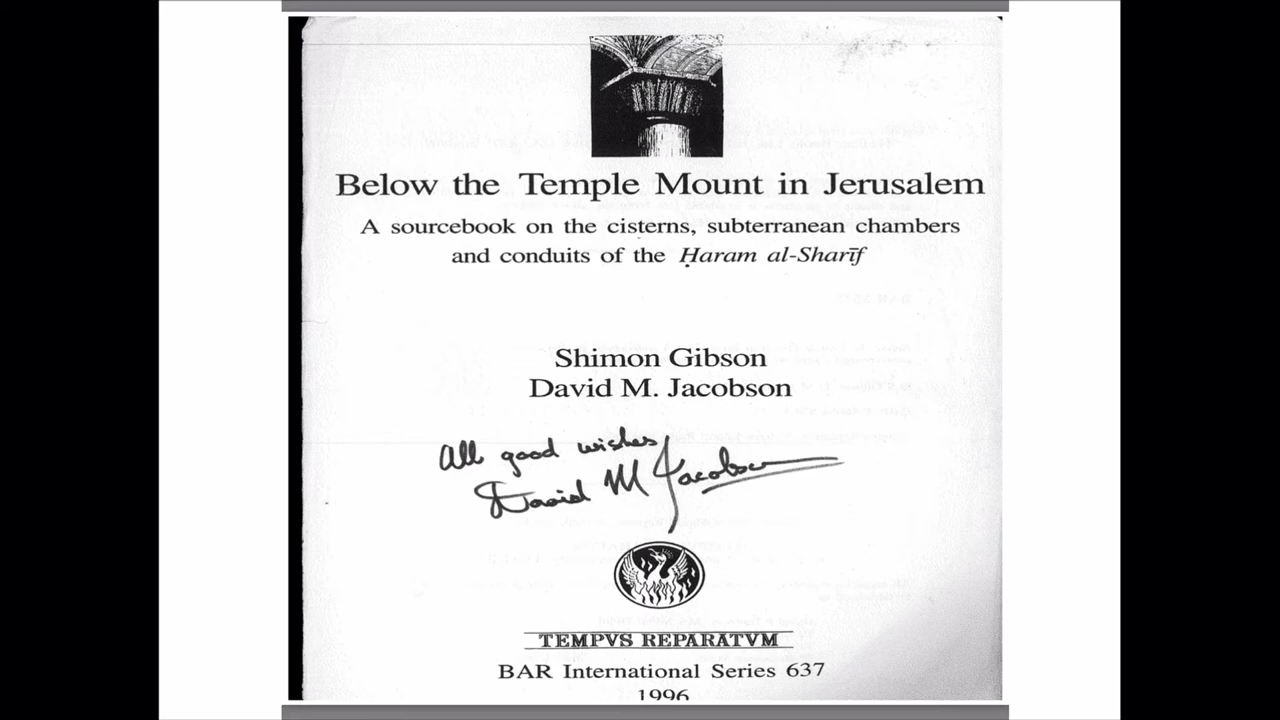 Below the Temple Mount in Jerusalem
A sourcebook on the cisterns, subterranean chambers
and conduits of the Ḥaram al-Sharīf
Shimon Gibson
David M. Jacobson
All good wishes
David M Jacobson
TEMPVS REPARATVM
BAR International Series 637
1996